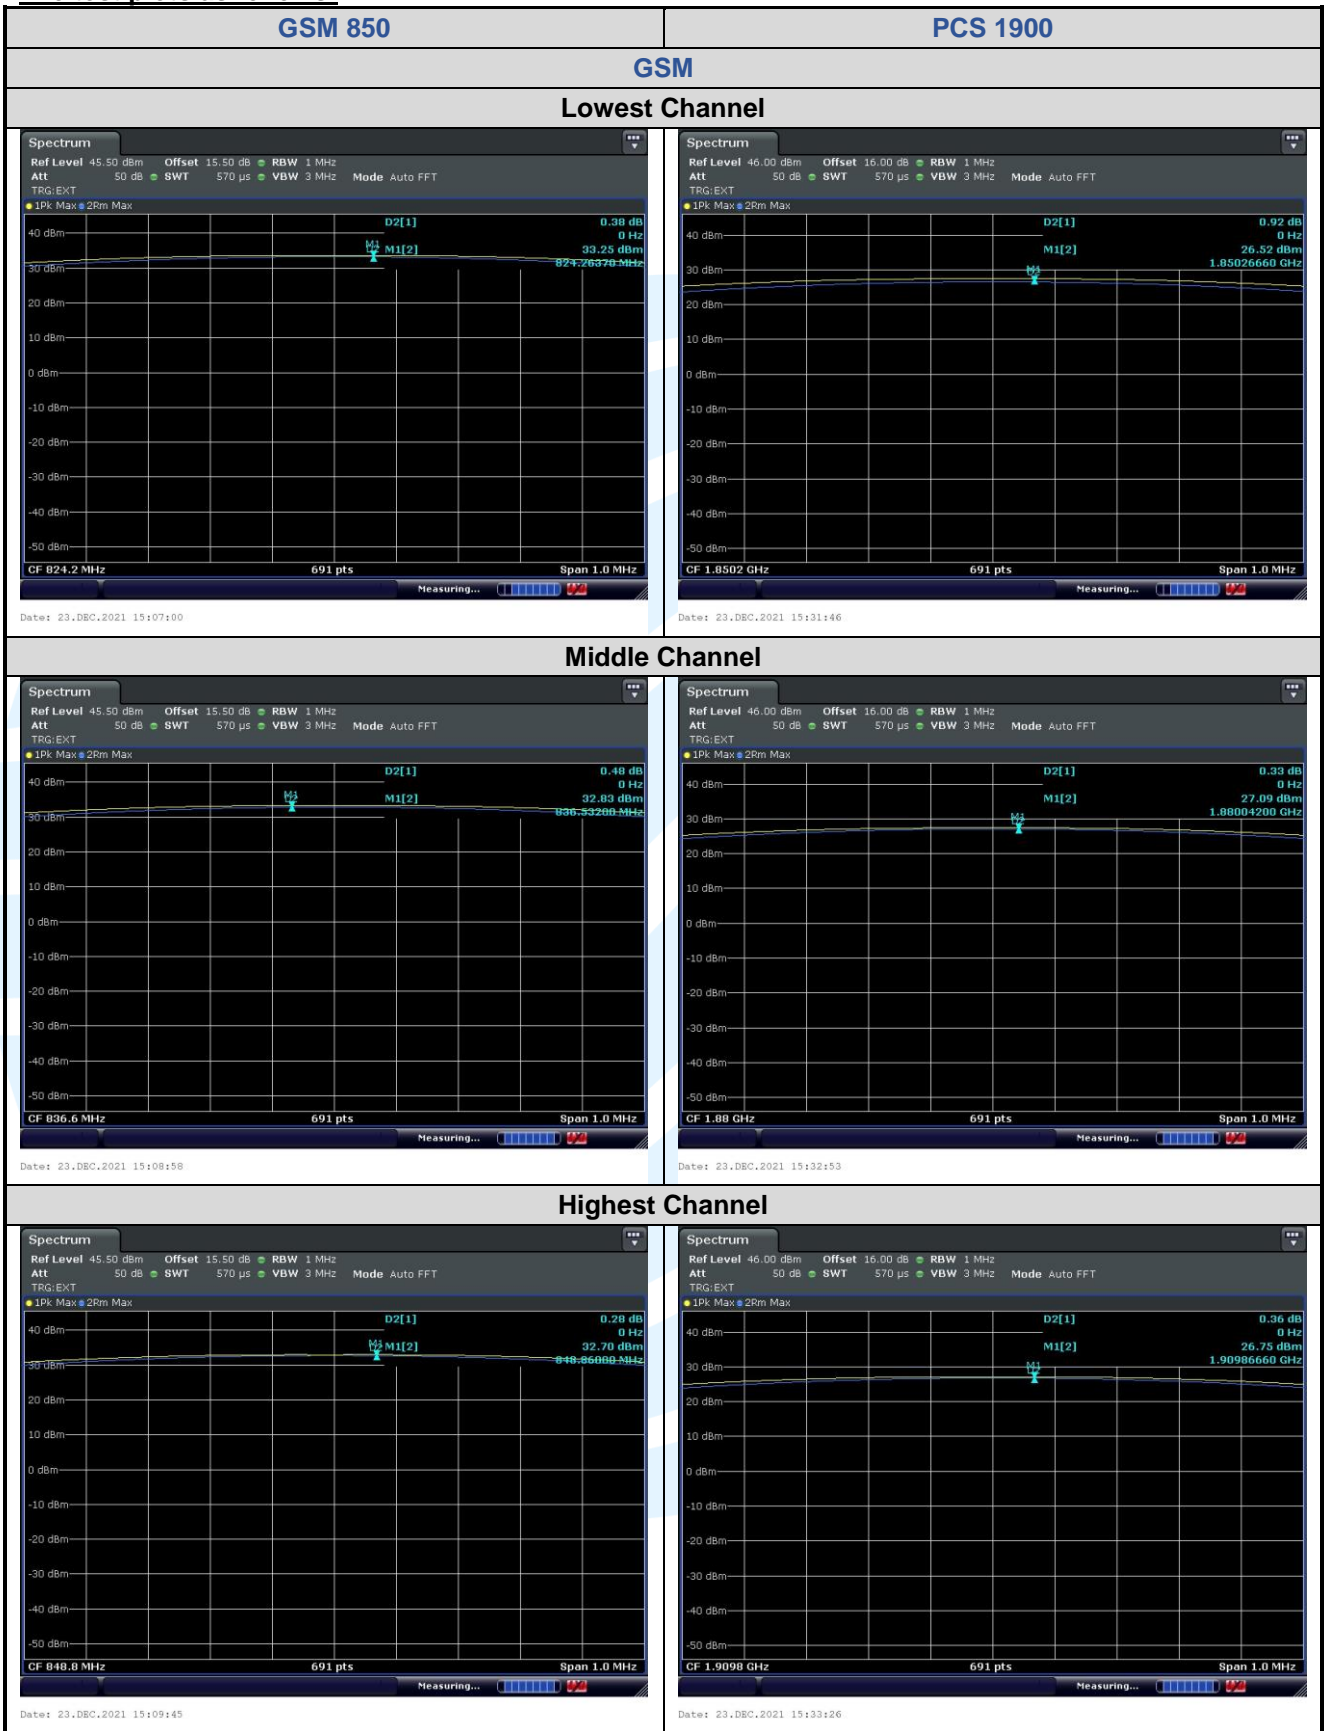 GSM 850 PCS 1900
GSM
Lowest Channel
Spectrum
Ref Level 45.50 dBm Offset 15.50 dB RBW 1 MHz
Att 50 dB SWT 570 µs VBW 3 MHz Mode Auto FFT
TRG:EXT
1Pk Max 2Rm Max
D2[1] 0.38 dB
0 Hz
M1[2] 33.25 dBm
824.26370 MHz
M1
40 dBm
30 dBm
20 dBm
10 dBm
0 dBm
-10 dBm
-20 dBm
-30 dBm
-40 dBm
-50 dBm
CF 824.2 MHz 691 pts Span 1.0 MHz
Measuring...
Date: 23.DEC.2021 15:07:00
Spectrum
Ref Level 46.00 dBm Offset 16.00 dB RBW 1 MHz
Att 50 dB SWT 570 µs VBW 3 MHz Mode Auto FFT
TRG:EXT
1Pk Max 2Rm Max
D2[1] 0.92 dB
0 Hz
M1[2] 26.52 dBm
1.85026660 GHz
M1
40 dBm
30 dBm
20 dBm
10 dBm
0 dBm
-10 dBm
-20 dBm
-30 dBm
-40 dBm
-50 dBm
CF 1.8502 GHz 691 pts Span 1.0 MHz
Measuring...
Date: 23.DEC.2021 15:31:46
Middle Channel
Spectrum
Ref Level 45.50 dBm Offset 15.50 dB RBW 1 MHz
Att 50 dB SWT 570 µs VBW 3 MHz Mode Auto FFT
TRG:EXT
1Pk Max 2Rm Max
D2[1] 0.48 dB
0 Hz
M1[2] 32.83 dBm
836.53200 MHz
M1
40 dBm
30 dBm
20 dBm
10 dBm
0 dBm
-10 dBm
-20 dBm
-30 dBm
-40 dBm
-50 dBm
CF 836.6 MHz 691 pts Span 1.0 MHz
Measuring...
Date: 23.DEC.2021 15:08:58
Spectrum
Ref Level 46.00 dBm Offset 16.00 dB RBW 1 MHz
Att 50 dB SWT 570 µs VBW 3 MHz Mode Auto FFT
TRG:EXT
1Pk Max 2Rm Max
D2[1] 0.33 dB
0 Hz
M1[2] 27.09 dBm
1.88004200 GHz
M1
40 dBm
30 dBm
20 dBm
10 dBm
0 dBm
-10 dBm
-20 dBm
-30 dBm
-40 dBm
-50 dBm
CF 1.88 GHz 691 pts Span 1.0 MHz
Measuring...
Date: 23.DEC.2021 15:32:53
Highest Channel
Spectrum
Ref Level 45.50 dBm Offset 15.50 dB RBW 1 MHz
Att 50 dB SWT 570 µs VBW 3 MHz Mode Auto FFT
TRG:EXT
1Pk Max 2Rm Max
D2[1] 0.28 dB
0 Hz
M1[2] 32.70 dBm
848.86080 MHz
M1
40 dBm
30 dBm
20 dBm
10 dBm
0 dBm
-10 dBm
-20 dBm
-30 dBm
-40 dBm
-50 dBm
CF 848.8 MHz 691 pts Span 1.0 MHz
Measuring...
Date: 23.DEC.2021 15:09:45
Spectrum
Ref Level 46.00 dBm Offset 16.00 dB RBW 1 MHz
Att 50 dB SWT 570 µs VBW 3 MHz Mode Auto FFT
TRG:EXT
1Pk Max 2Rm Max
D2[1] 0.36 dB
0 Hz
M1[2] 26.75 dBm
1.90986660 GHz
M1
40 dBm
30 dBm
20 dBm
10 dBm
0 dBm
-10 dBm
-20 dBm
-30 dBm
-40 dBm
-50 dBm
CF 1.9098 GHz 691 pts Span 1.0 MHz
Measuring...
Date: 23.DEC.2021 15:33:26